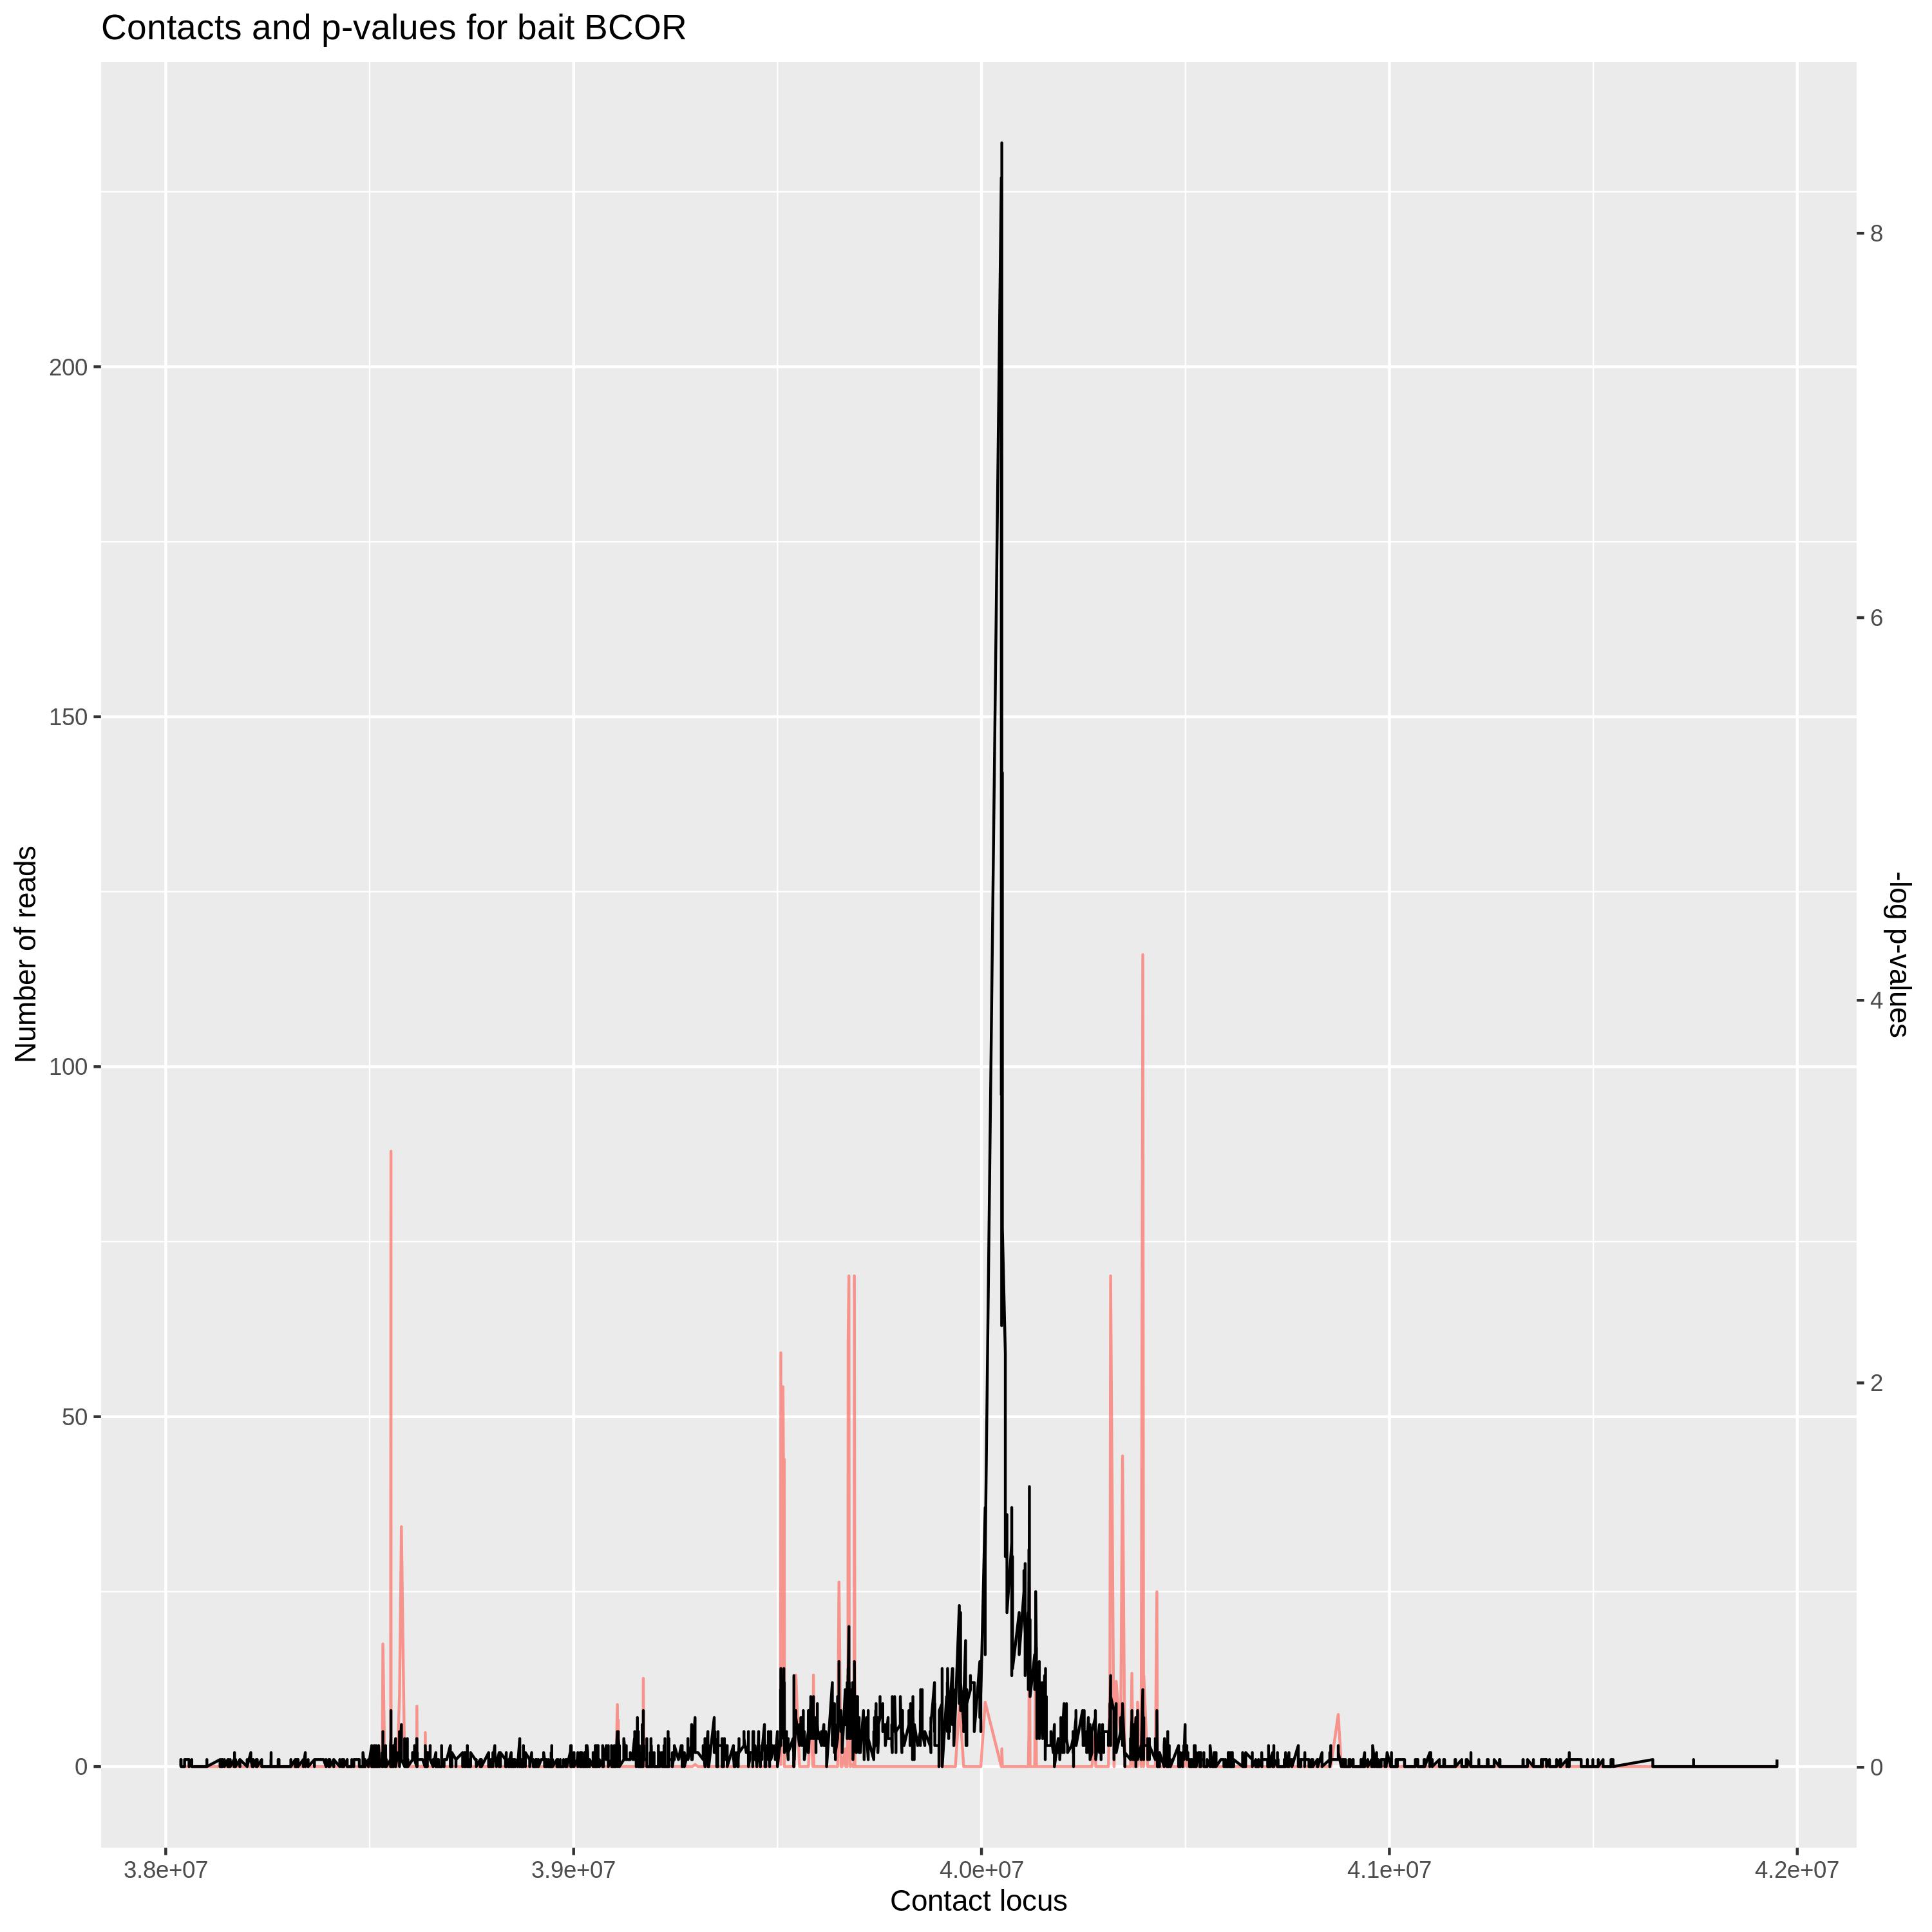 Contacts and p-values for bait BCOR
Number of reads
200
150
100
50
0
8
6
4
2
0
-log p-values
3.8e+07
3.9e+07
4.0e+07
4.1e+07
4.2e+07
Contact locus